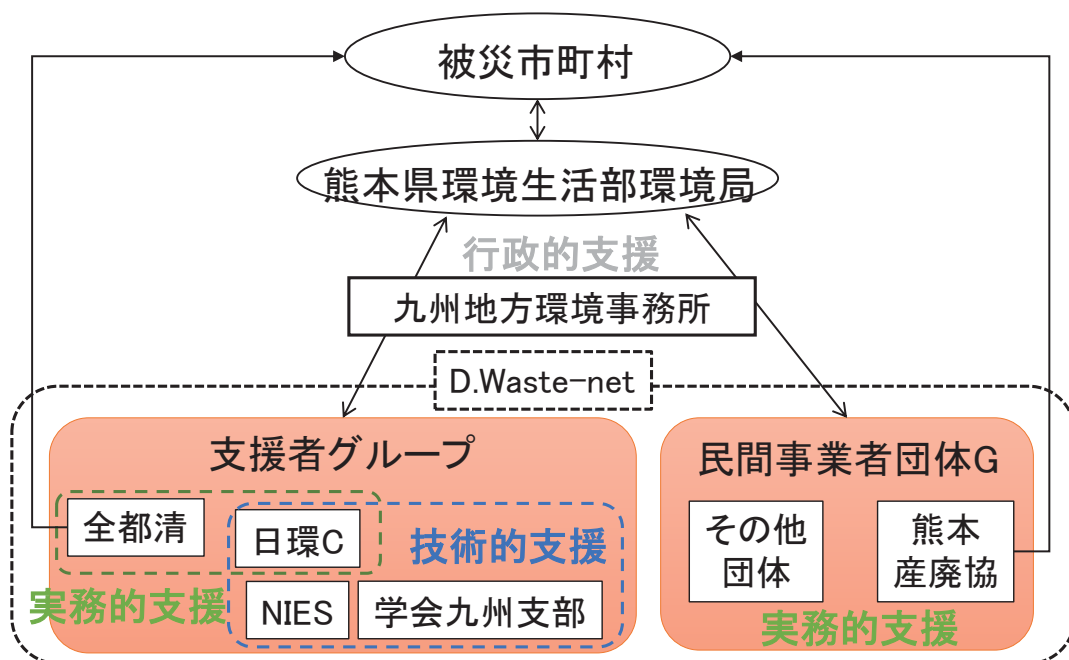 被災市町村
熊本県環境生活部環境局
行政的支援
九州地方環境事務所
D.Waste-net
支援者グループ
民間事業者団体G
全都清
日環C
技術的支援
その他
団体
熊本
産廃協
実務的支援
NIES
学会九州支部
実務的支援